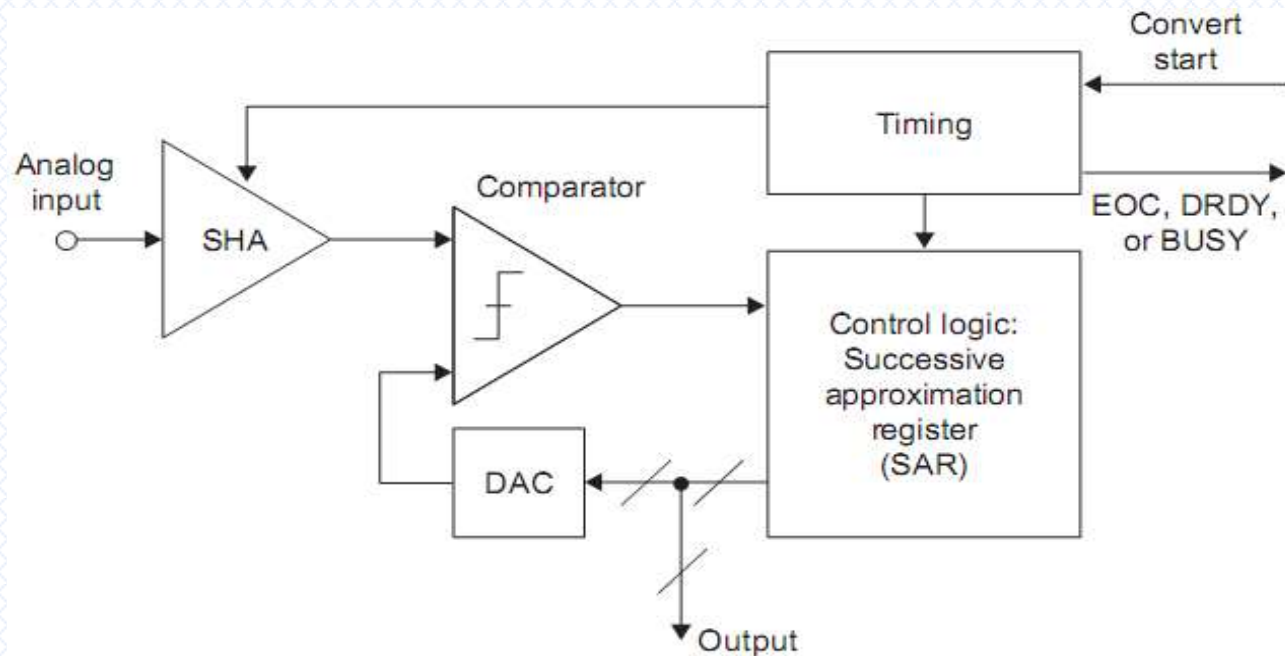 Convert
start
Timing
Analog
input
SHA
Comparator
EOC, DRDY,
or BUSY
Control logic:
Successive
approximation
register
(SAR)
DAC
Output